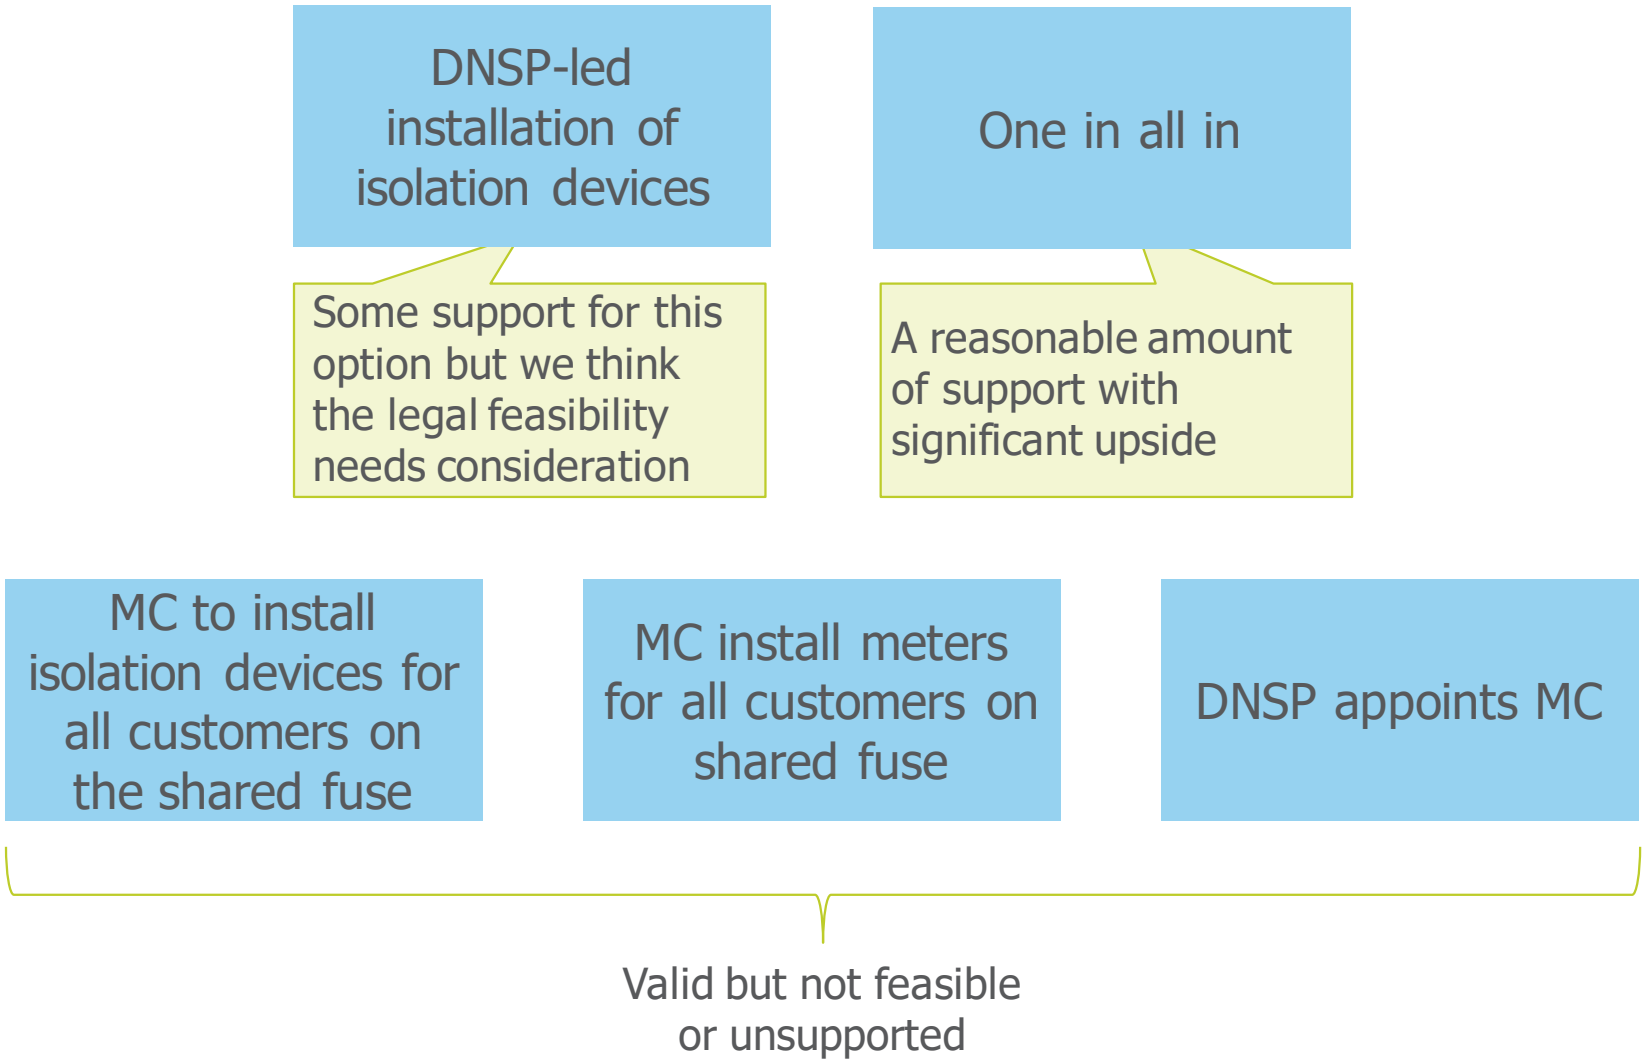 DNSP-led
installation of
isolation devices
One in all in
Some support for this
option but we think
the legal feasibility
needs consideration
A reasonable amount
of support with
significant upside
MC to install
isolation devices for
all customers on
the shared fuse
MC install meters
for all customers on
shared fuse
DNSP appoints MC
Valid but not feasible
or unsupported